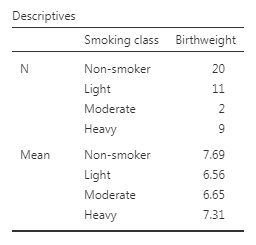 Descriptives
Smoking class Birthweight
N Non-smoker 20
Light 11
Moderate 2
Heavy 9
Mean Non-smoker 7.69
Light 6.56
Moderate 6.65
Heavy 7.31